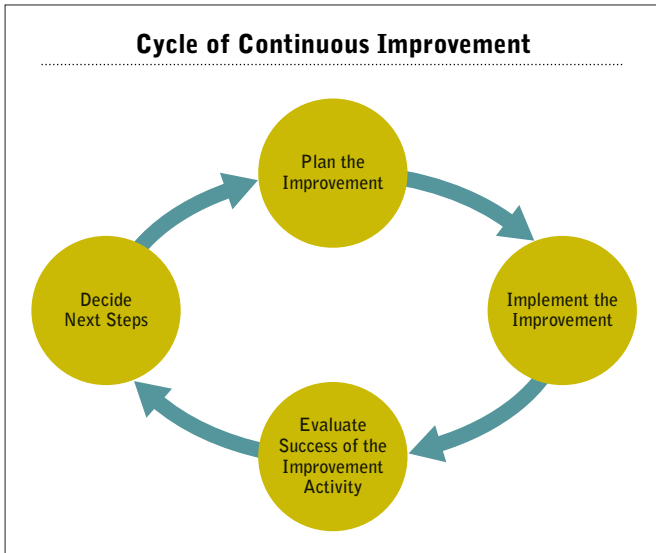 Cycle of Continuous Improvement
Plan the
Improvement
Implement the
Improvement
Evaluate
Success of the
Improvement
Activity
Decide
Next Steps